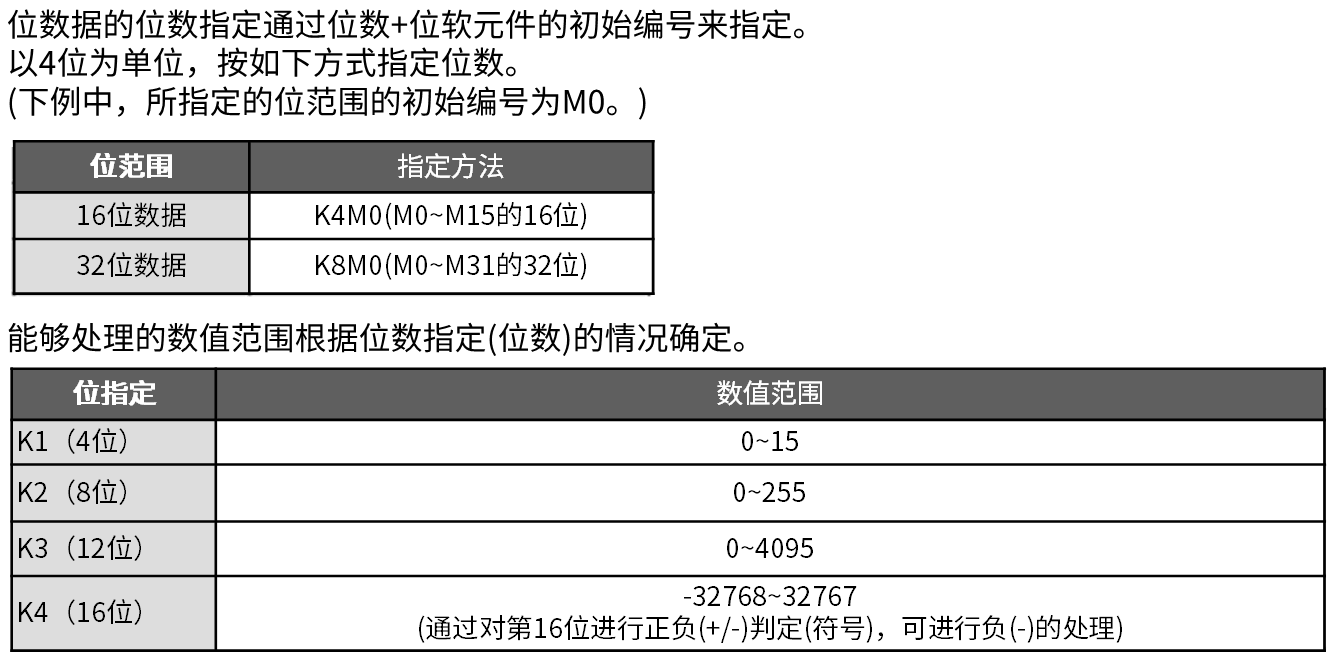 位数据的位数指定通过位数+位软元件的初始编号来指定。
以4位为单位，按如下方式指定位数。
(下例中，所指定的位范围的初始编号为M0。)
位范围 指定方法
16位数据 K4M0(M0~M15的16位)
32位数据 K8M0(M0~M31的32位)
能够处理的数值范围根据位数指定(位数)的情况确定。
位指定 数值范围
K1（4位） 0~15
K2（8位） 0~255
K3（12位） 0~4095
K4（16位） -32768~32767
(通过对第16位进行正负(+/-)判定(符号)，可进行负(-)的处理)